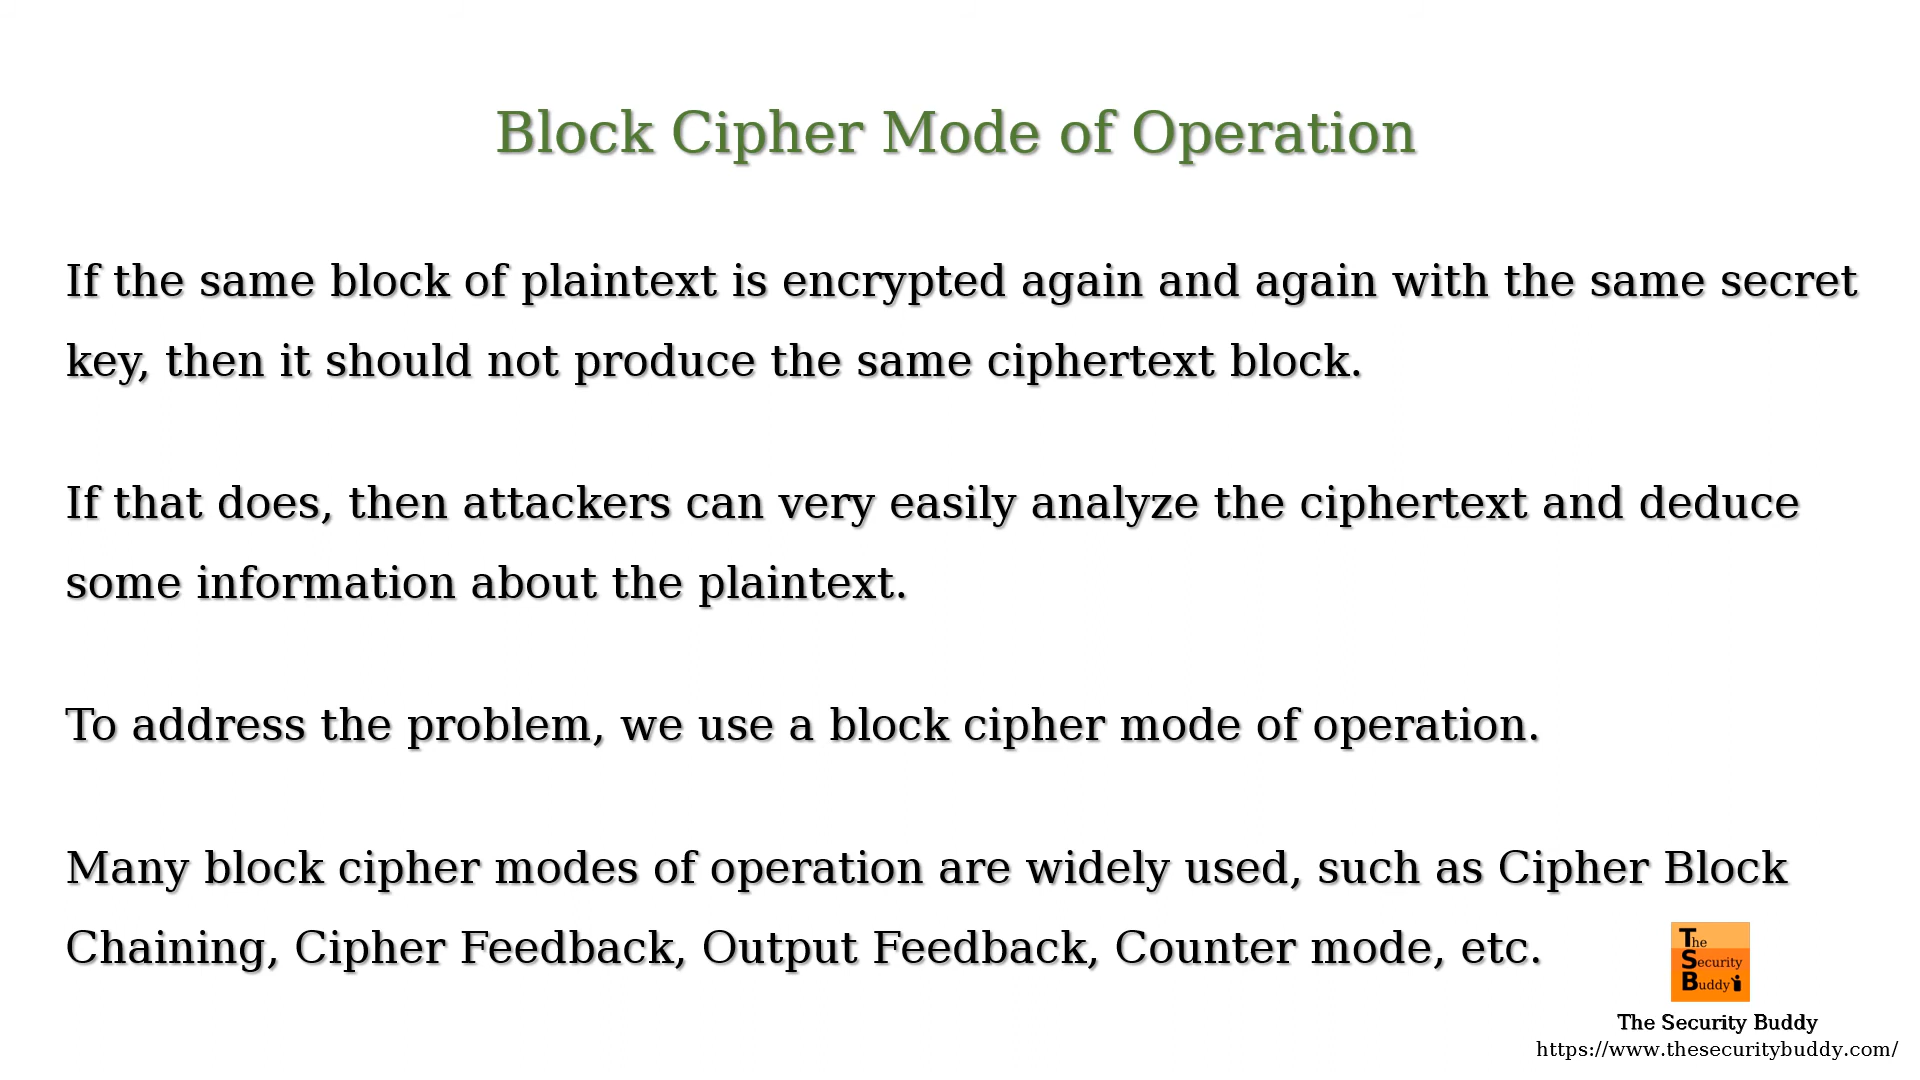 Block Cipher Mode of Operation
If the same block of plaintext is encrypted again and again with the same secret
key, then it should not produce the same ciphertext block.
If that does, then attackers can very easily analyze the ciphertext and deduce
some information about the plaintext.
To address the problem, we use a block cipher mode of operation.
Many block cipher modes of operation are widely used, such as Cipher Block
Chaining, Cipher Feedback, Output Feedback, Counter mode, etc.
The
Security
Buddy
The Security Buddy
https://www.thesecuritybuddy.com/